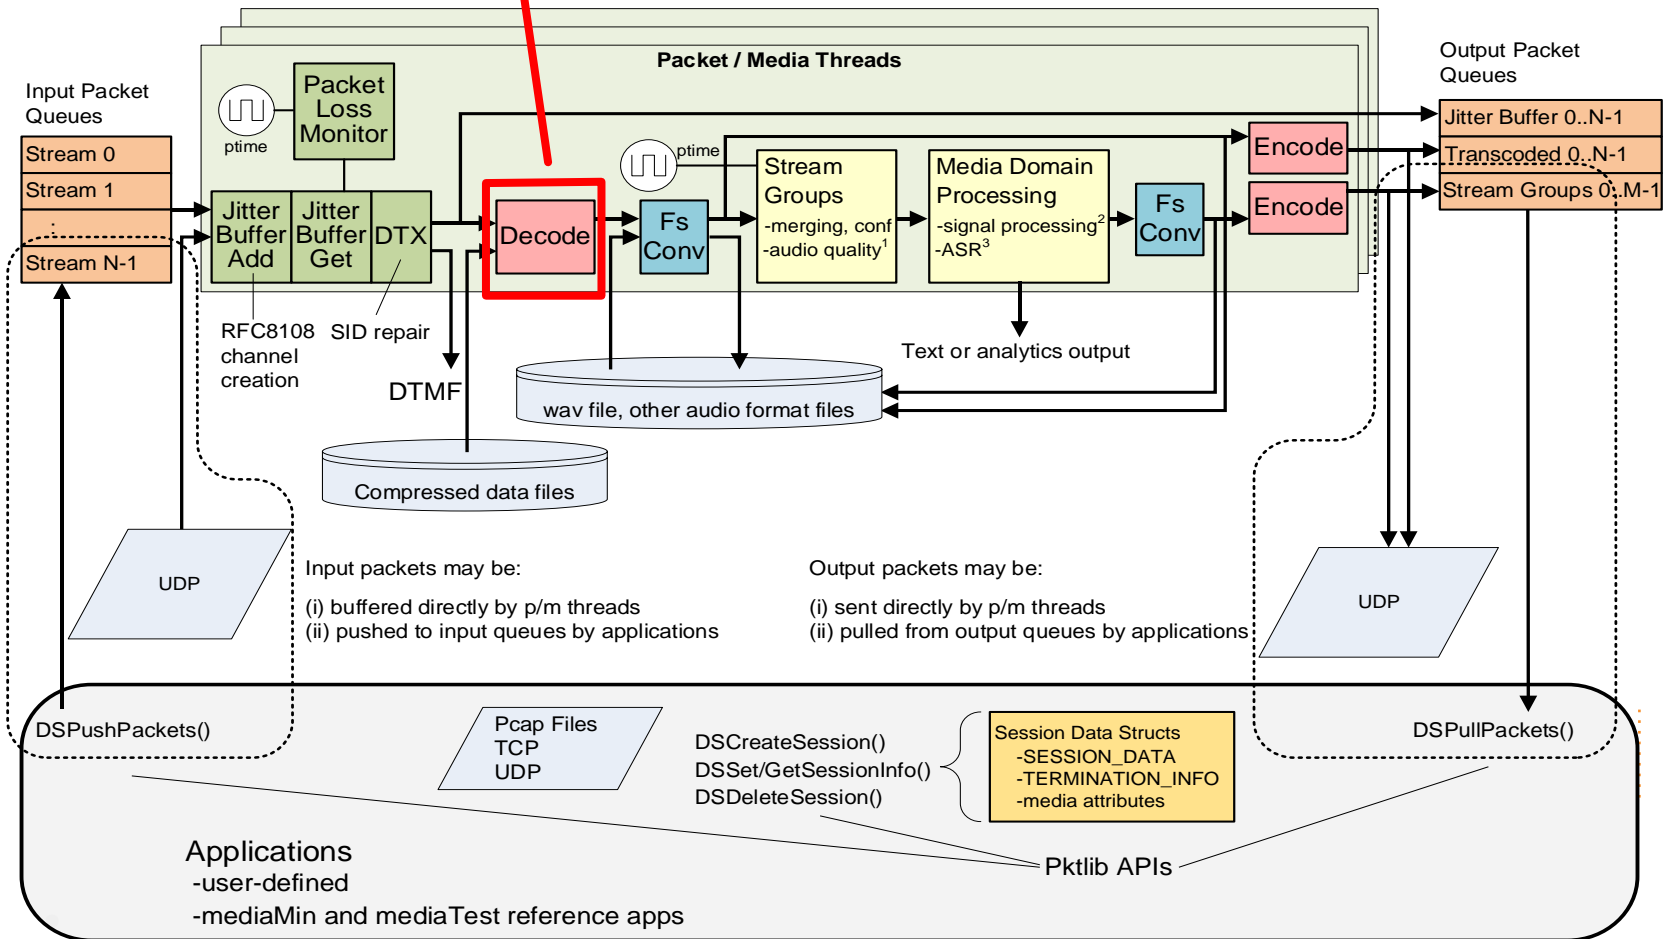 Packet / Media Threads
Input Packet
Queues
Stream 0
Stream 1
:
Stream N-1
ptime
Packet
Loss
Monitor
Jitter
Buffer
Add
Jitter
Buffer
Get
DTX
RFC8108
channel
creation
SID repair
DTMF
Decode
Fs
Conv
ptime
Stream
Groups
-merging, conf
-audio quality¹
Media Domain
Processing
-signal processing²
-ASR³
Fs
Conv
Encode
Encode
Output Packet
Queues
Jitter Buffer 0..N-1
Transcoded 0..N-1
Stream Groups 0..M-1
Text or analytics output
wav file, other audio format files
Compressed data files
UDP
Input packets may be:
(i) buffered directly by p/m threads
(ii) pushed to input queues by applications
Output packets may be:
(i) sent directly by p/m threads
(ii) pulled from output queues by applications
UDP
DSPushPackets()
Pcap Files
TCP
UDP
DSCreateSession()
DSSet/GetSessionInfo()
DSDeleteSession()
Session Data Structs
-SESSION_DATA
-TERMINATION_INFO
-media attributes
DSPullPackets()
Pktlib APIs
Applications
-user-defined
-mediaMin and mediaTest reference apps